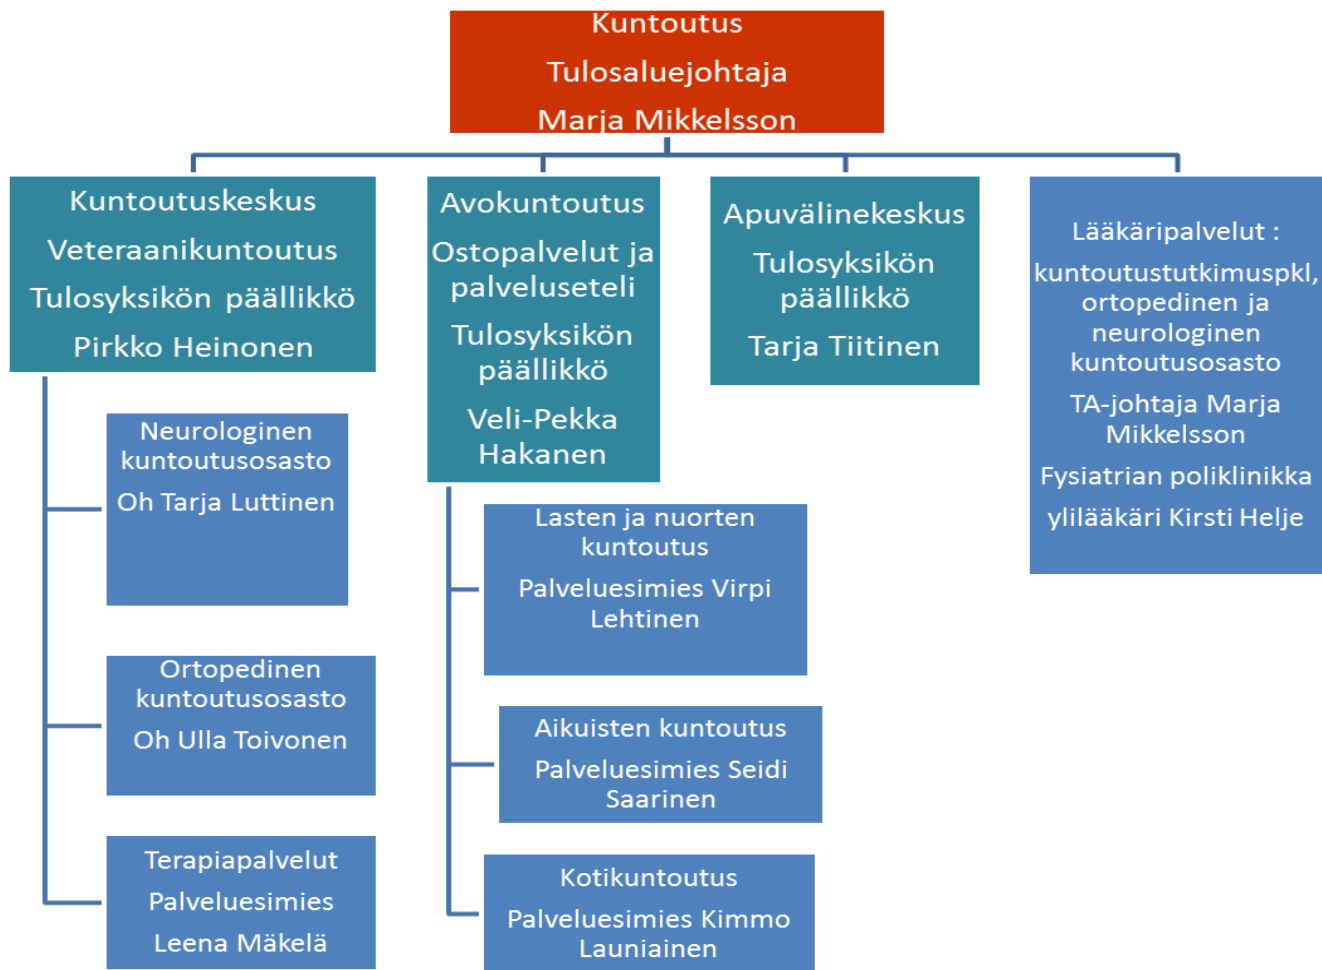 Kuntoutus
Tulosaluejohtaja
Marja Mikkelsson
Kuntoutuskeskus
Veteraanikuntoutus
Tulosyksikön päällikkö
Pirkko Heinonen
Neurologinen
kuntoutusosasto
Oh Tarja Luttinen
Ortopedinen
kuntoutusosasto
Oh Ulla Toivonen
Terapiapalvelut
Palveluesimies
Leena Mäkelä
Avokuntoutus
Ostopalvelut ja
palveluseteli
Tulosyksikön
päällikkö
Veli-Pekka
Hakanen
Lasten ja nuorten
kuntoutus
Palveluesimies Virpi
Lehtinen
Aikuisten kuntoutus
Palveluesimies Seidi
Saarinen
Kotikuntoutus
Palveluesimies Kimmo
Launiainen
Apuvälinekeskus
Tulosyksikön
päällikkö
Tarja Tiitinen
Lääkäripalvelut :
kuntoutustutkimuspkl,
ortopedinen ja
neurologinen
kuntoutusosasto
TA-johtaja Marja
Mikkelsson
Fysiatrian poliklinikka
ylilääkäri Kirsti Helje